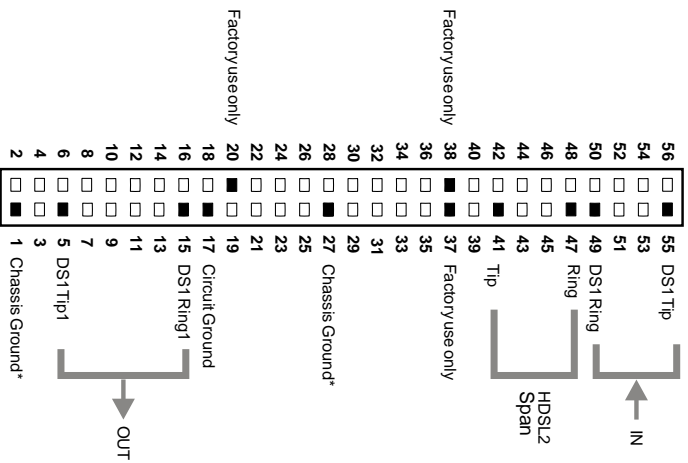 56 55 DS1 Tip
54 53 IN
52 51
50 49 DS1 Ring
48 47 Ring
46 45 HDSL2
44 43 Span
42 41 Tip
40 39
Factory use only 38 37 Factory use only
36 35
34 33
32 31
30 29
28 27 Chassis Ground*
26 25
24 23
22 21
Factory use only 20 19
18 17 Circuit Ground
16 15 DS1 Ring1
14 13
12 11 OUT
10 9
8 7
6 5 DS1 Tip1
4 3
2 1 Chassis Ground*